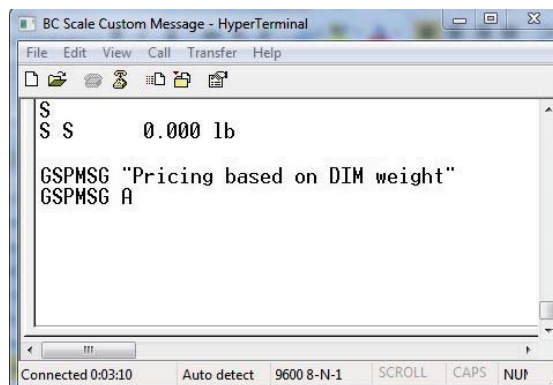 BC Scale Custom Message - HyperTerminal
File Edit View Call Transfer Help
S
S S 0.000 lb
GSPMSG "Pricing based on DIM weight"
GSPMSG A
Connected 0:03:10 Auto detect 9600 8-N-1 SCROLL CAPS NUM